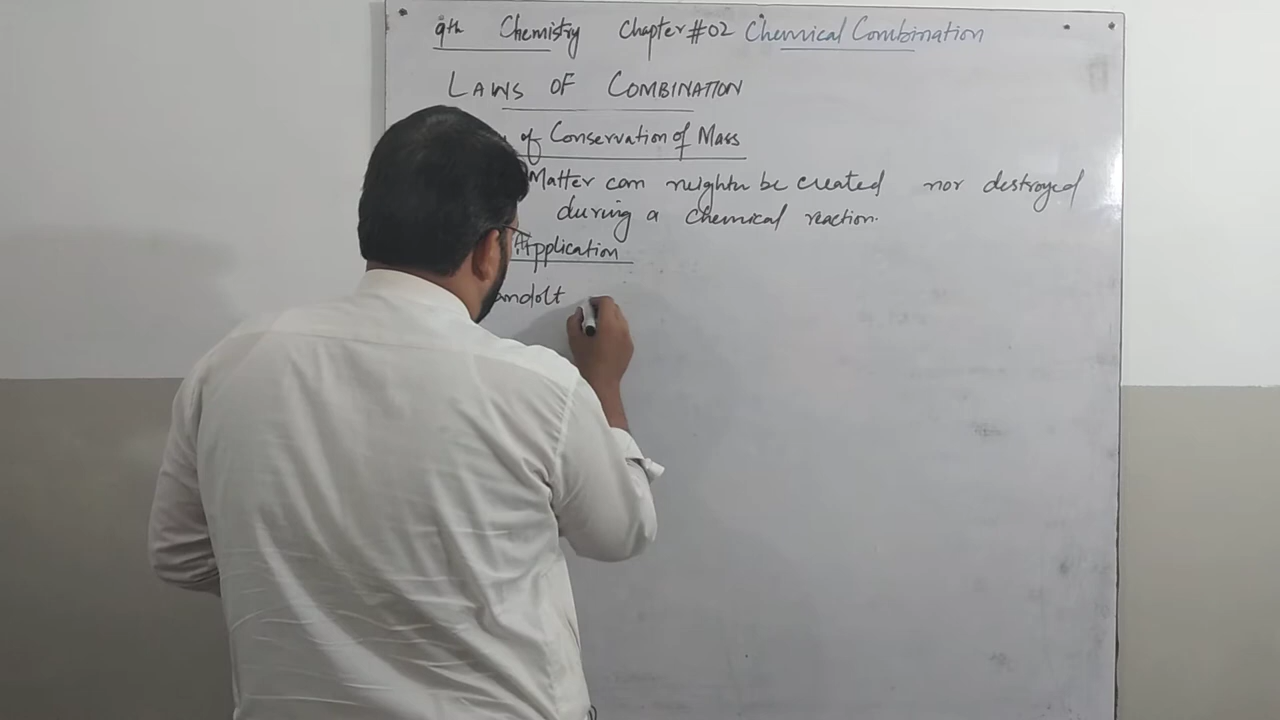 9th Chemistry Chapter #02 Chemical Combination
LAWS OF COMBINATION
of Conservation of Mass
Matter can neighter be created nor destroyed
during a chemical reaction.
Application
andolt